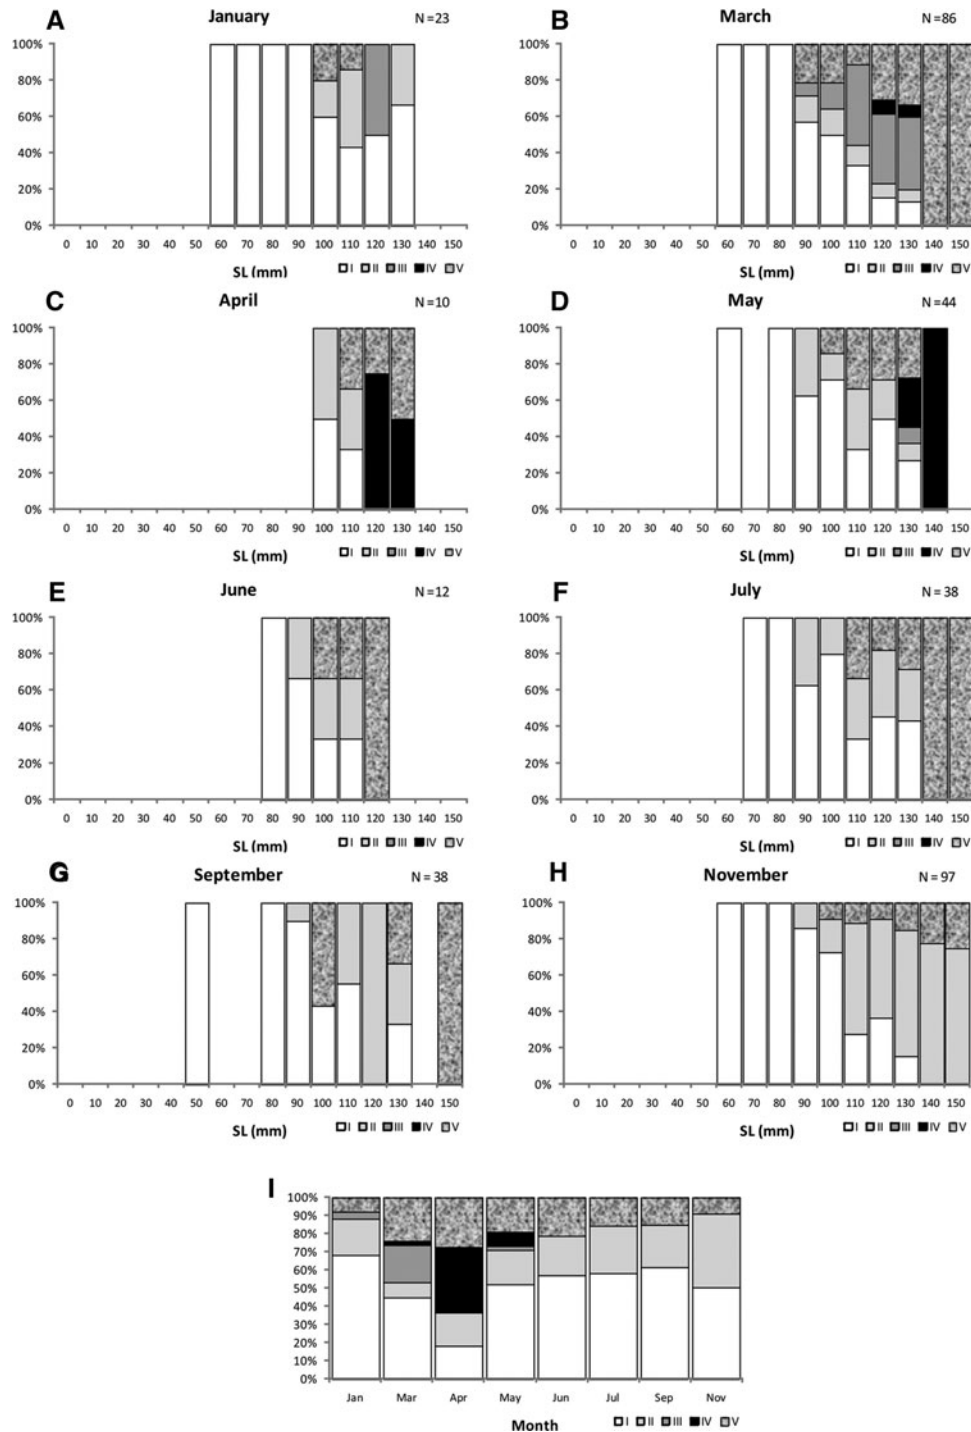 A January N =23
B March N =86
100% 100%
80% 80%
60% 60%
40% 40%
20% 20%
0% 0%
0 10 20 30 40 50 60 70 80 90 100 110 120 130 140 150
0 10 20 30 40 50 60 70 80 90 100 110 120 130 140 150
SL (mm) I II III IV V
SL (mm) I II III IV V
C April N =10
D May N =44
100% 100%
80% 80%
60% 60%
40% 40%
20% 20%
0% 0%
0 10 20 30 40 50 60 70 80 90 100 110 120 130 140 150
0 10 20 30 40 50 60 70 80 90 100 110 120 130 140 150
SL (mm) I II III IV V
SL (mm) I II III IV V
E June N =12
F July N =38
100% 100%
80% 80%
60% 60%
40% 40%
20% 20%
0% 0%
0 10 20 30 40 50 60 70 80 90 100 110 120 130 140 150
0 10 20 30 40 50 60 70 80 90 100 110 120 130 140 150
SL (mm) I II III IV V
SL (mm) I II III IV V
G September N = 38
H November N = 97
100% 100%
80% 80%
60% 60%
40% 40%
20% 20%
0% 0%
0 10 20 30 40 50 60 70 80 90 100 110 120 130 140 150
0 10 20 30 40 50 60 70 80 90 100 110 120 130 140 150
SL (mm) I II III IV V
SL (mm) I II III IV V
I
100%
90%
80%
70%
60%
50%
40%
30%
20%
10%
0%
Jan Mar Apr May Jun Jul Sep Nov
Month I II III IV V